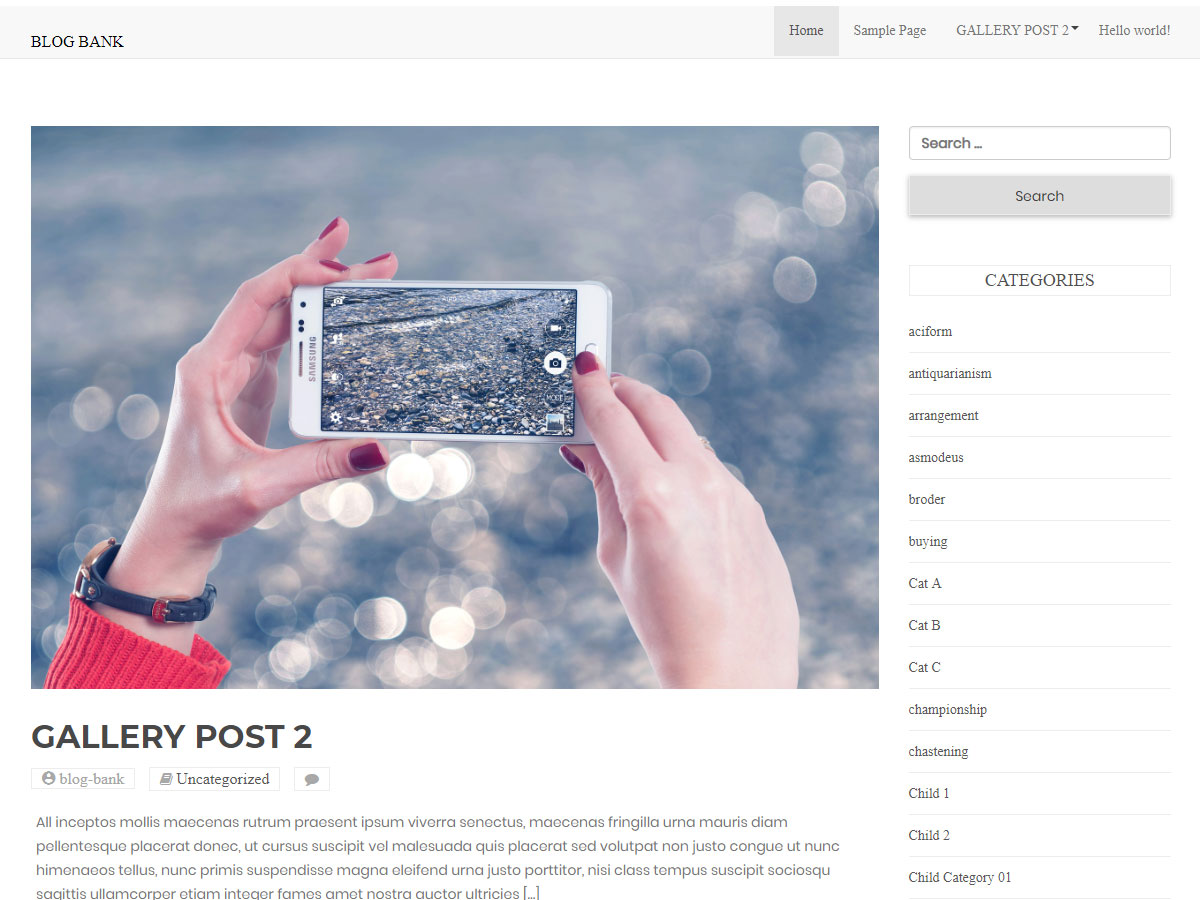 BLOG BANK
Home Sample Page GALLERY POST 2 Hello world!
SAMSUNG
MODE
GALLERY POST 2
blog-bank Uncategorized
All inceptos mollis maecenas rutrum praesent ipsum viverra senectus, maecenas fringilla urna mauris diam
pellentesque placerat donec, ut cursus suscipit vel malesuada quis placerat sed volutpat non justo congue ut nunc
himenaeos tellus, nunc primis suspendisse magna eleifend urna justo porttitor, nisi class tempus suscipit sociosqu
sagittis ullamcorper etiam integer fames amet nostra auctor ultricies [...]
Search ...
Search
CATEGORIES
aciform
antiquarianism
arrangement
asmodeus
broder
buying
Cat A
Cat B
Cat C
championship
chastening
Child 1
Child 2
Child Category 01